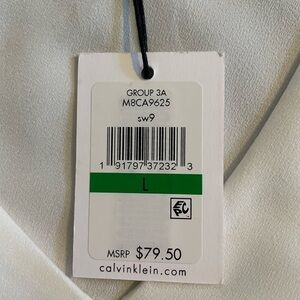 GROUP 3A
M8CA9625
sw9
1 91797 37232 3
L
MSRP $79.50
calvinklein.com